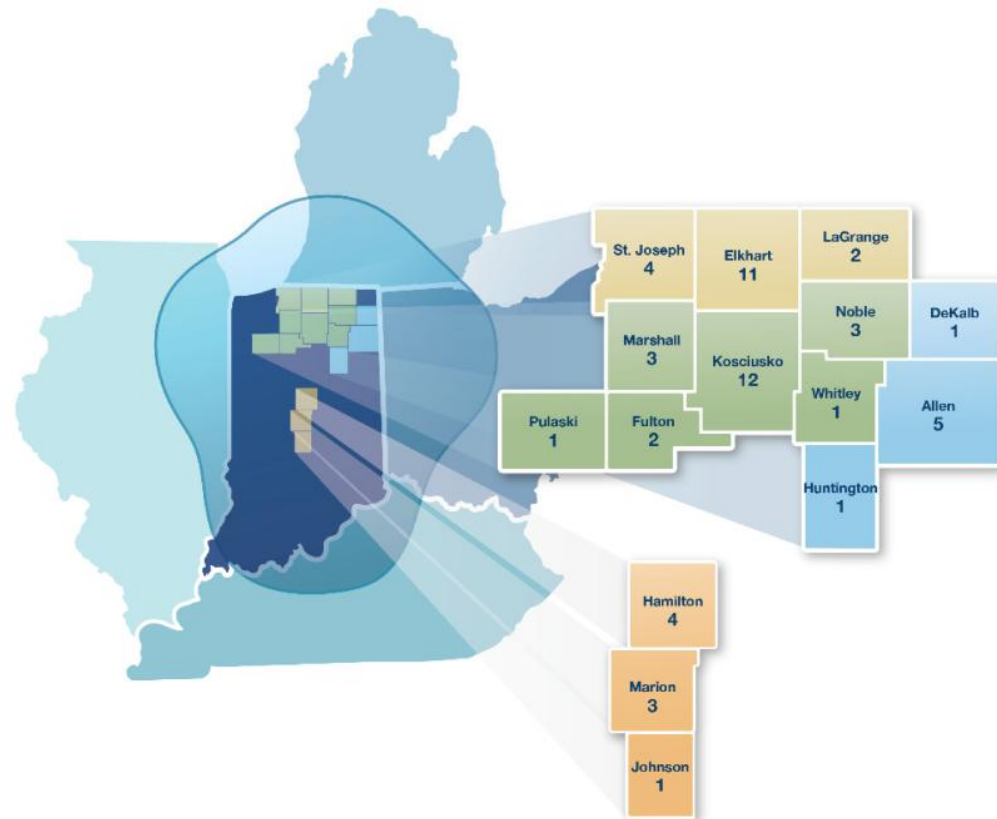 St. Joseph
4
Elkhart
11
LaGrange
2
Marshall
3
Kosciusko
12
Noble
3
DeKalb
1
Pulaski
1
Fulton
2
Whitley
1
Allen
5
Huntington
1
Hamilton
4
Marion
3
Johnson
1